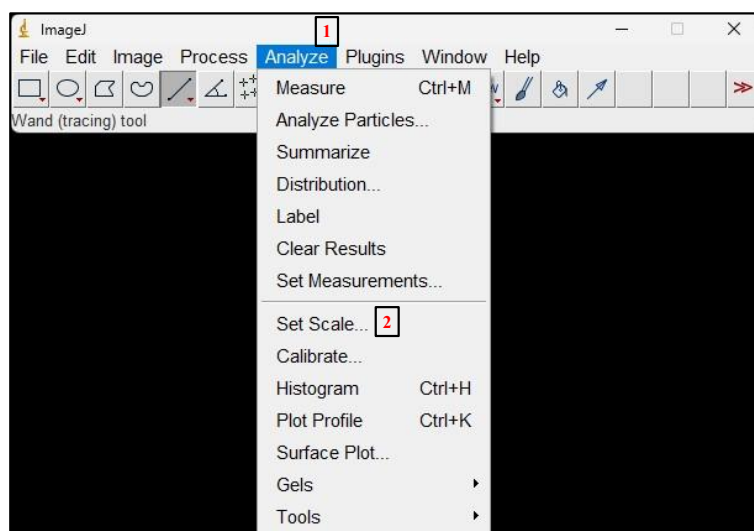 ImageJ
1
File Edit Image Process Analyze Plugins Window Help
Wand (tracing) tool
Measure Ctrl+M
Analyze Particles...
Summarize
Distribution...
Label
Clear Results
Set Measurements...
Set Scale... 2
Calibrate...
Histogram Ctrl+H
Plot Profile Ctrl+K
Surface Plot...
Gels
Tools